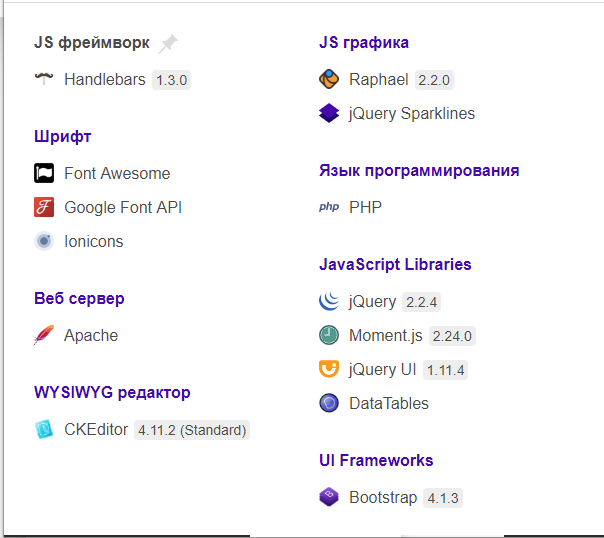 JS фреймворк
Handlebars 1.3.0
Шрифт
Font Awesome
Google Font API
Ionicons
Веб сервер
Apache
WYSIWYG редактор
CKEditor 4.11.2 (Standard)
JS графика
Raphael 2.2.0
jQuery Sparklines
Язык программирования
php PHP
JavaScript Libraries
jQuery 2.2.4
Moment.js 2.24.0
jQuery UI 1.11.4
DataTables
UI Frameworks
Bootstrap 4.1.3